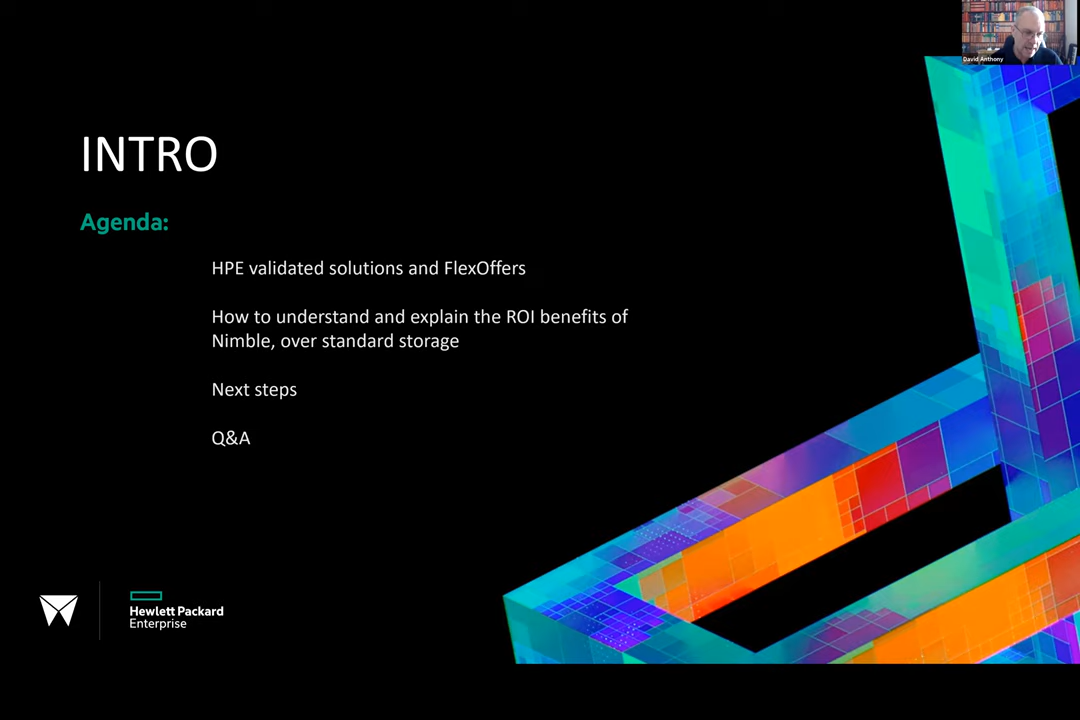 David Anthony
INTRO
Agenda:
HPE validated solutions and FlexOffers
How to understand and explain the ROI benefits of
Nimble, over standard storage
Next steps
Q&A
Hewlett Packard
Enterprise